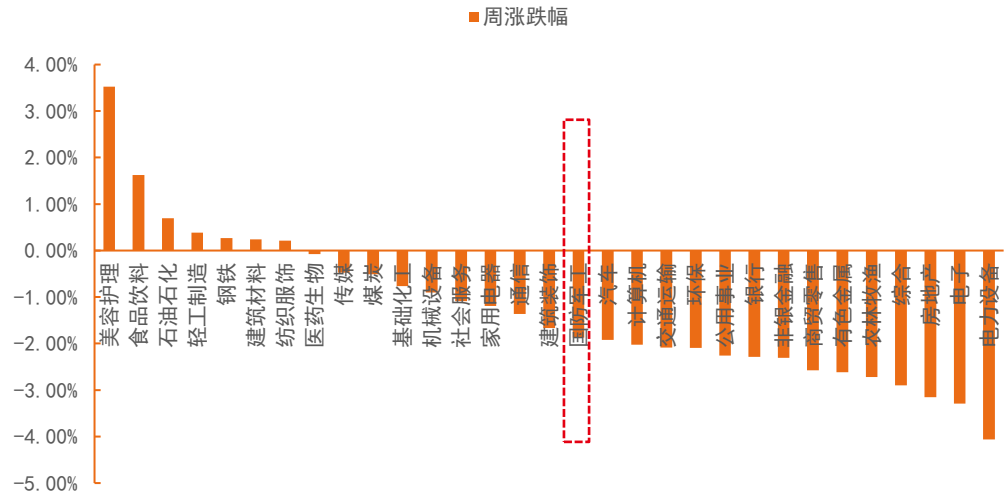 周涨跌幅
4.00%
3.00%
2.00%
1.00%
0.00%
-1.00%
-2.00%
-3.00%
-4.00%
-5.00%
美容护理
食品饮料
石油石化
轻工制造
钢铁
建筑材料
纺织服饰
医药生物
传媒
煤炭
基础化工
机械设备
社会服务
家用电器
通信
建筑装饰
国防军工
汽车
计算机
交通运输
环保
公用事业
银行
非银金融
商贸零售
有色金属
农林牧渔
综合
房地产
电子
电力设备